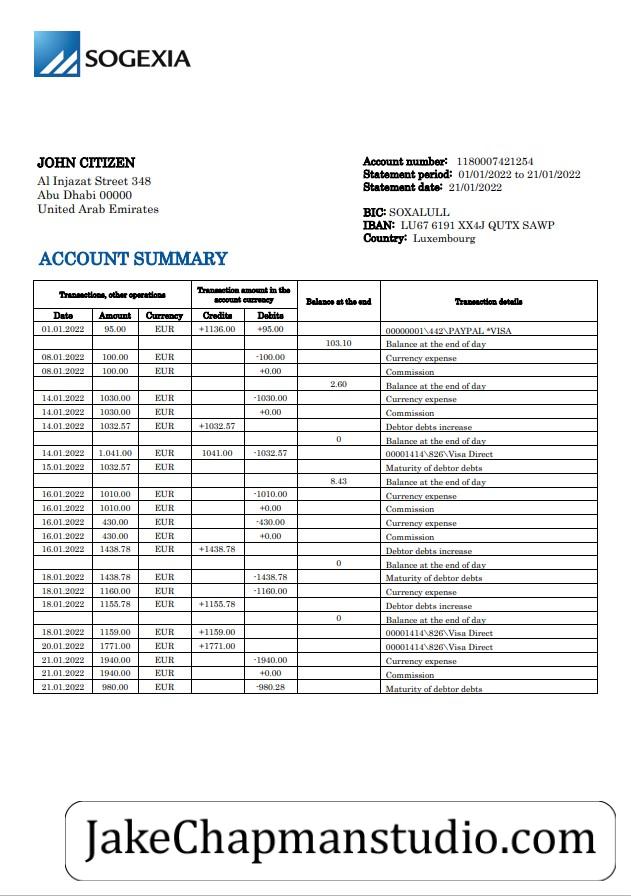 SOGEXIA
JOHN CITIZEN
Al Injazat Street 348
Abu Dhabi 00000
United Arab Emirates
Account number: 1180007421254
Statement period: 01/01/2022 to 21/01/2022
Statement date: 21/01/2022
BIC: SOXALULL
IBAN: LU67 6191 XX4J QUTX SAWP
Country: Luxembourg
ACCOUNT SUMMARY
Transactions, other operations Transaction amount in the account currency Balance at the end Transaction details
Date Amount Currency Credits Debits
01.01.2022 95.00 EUR +1136.00 +95.00 00000001\442\PAYPAL *VISA
103.10 Balance at the end of day
08.01.2022 100.00 EUR -100.00 Currency expense
08.01.2022 100.00 EUR +0.00 Commission
2.60 Balance at the end of day
14.01.2022 1030.00 EUR -1030.00 Currency expense
14.01.2022 1030.00 EUR +0.00 Commission
14.01.2022 1032.57 EUR +1032.57 Debtor debts increase
0 Balance at the end of day
14.01.2022 1.041.00 EUR 1041.00 -1032.57 00001414\826\Visa Direct
15.01.2022 1032.57 EUR Maturity of debtor debts
8.43 Balance at the end of day
16.01.2022 1010.00 EUR -1010.00 Currency expense
16.01.2022 1010.00 EUR +0.00 Commission
16.01.2022 430.00 EUR -430.00 Currency expense
16.01.2022 430.00 EUR +0.00 Commission
16.01.2022 1438.78 EUR +1438.78 Debtor debts increase
0 Balance at the end of day
18.01.2022 1438.78 EUR -1438.78 Maturity of debtor debts
18.01.2022 1160.00 EUR -1160.00 Currency expense
18.01.2022 1155.78 EUR +1155.78 Debtor debts increase
0 Balance at the end of day
18.01.2022 1159.00 EUR +1159.00 00001414\826\Visa Direct
20.01.2022 1771.00 EUR +1771.00 00001414\826\Visa Direct
21.01.2022 1940.00 EUR -1940.00 Currency expense
21.01.2022 1940.00 EUR +0.00 Commission
21.01.2022 980.00 EUR -980.28 Maturity of debtor debts
JakeChapmanstudio.com